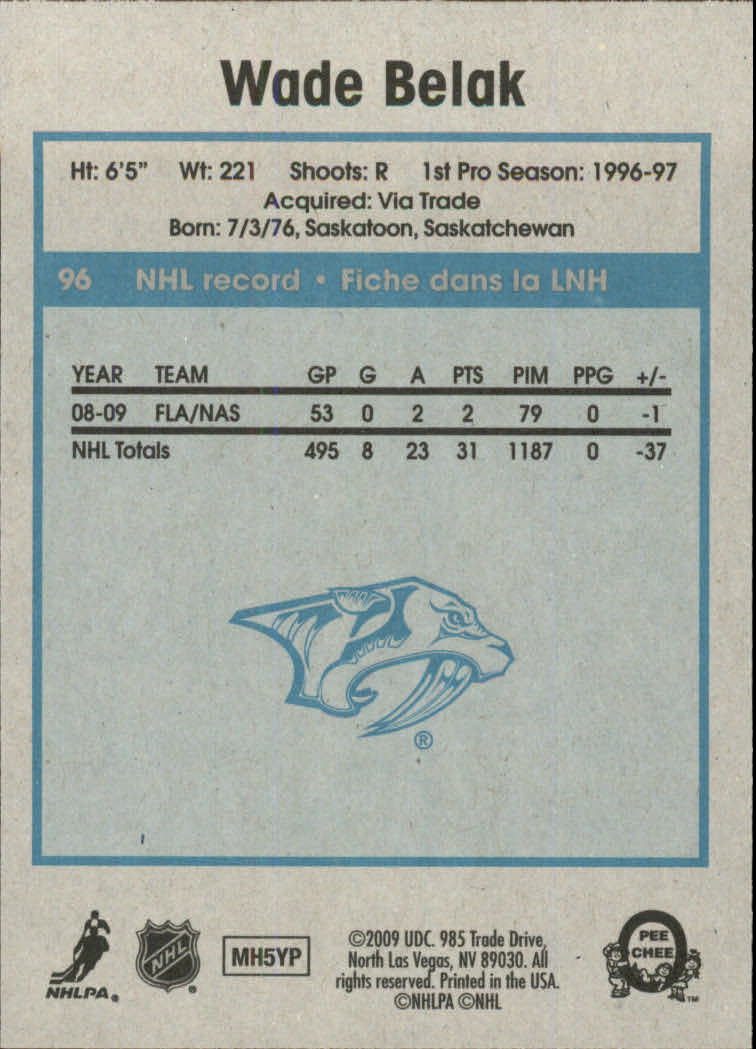 Wade Belak
Ht: 6'5" Wt: 221 Shoots: R 1st Pro Season: 1996-97
Acquired: Via Trade
Born: 7/3/76, Saskatoon, Saskatchewan
96 NHL record • Fiche dans la LNH
YEAR TEAM GP G A PTS PIM PPG +/-
08-09 FLA/NAS 53 0 2 2 79 0 -1
NHL Totals 495 8 23 31 1187 0 -37
®
NHLPA®
NHL®
MH5YP
©2009 UDC. 985 Trade Drive,
North Las Vegas, NV 89030. All
rights reserved. Printed in the USA.
©NHLPA ©NHL
O
PEE
CHEE
™